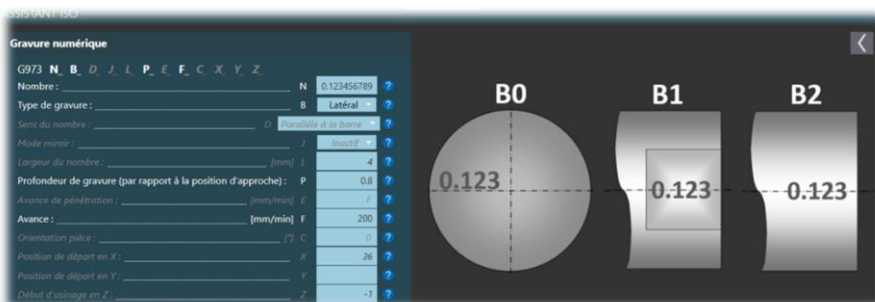 ASSISTANT ISO
Gravure numérique
G973 N_ B_ D_ J_ L_ P_ E_ F_ C_ X_ Y_ Z_
Nombre : N 0.123456789 ?
Type de gravure : B Latéral ?
Sens du nombre : D Parallèle à la barre ?
Mode miroir : J Inactif ?
Largeur du nombre : [mm] L 4 ?
Profondeur de gravure (par rapport à la position d'approche) : P 0.8 ?
Avance de pénétration : [mm/min] E F ?
Avance : [mm/min] F 200 ?
Orientation pièce : [°] C 0 ?
Position de départ en X : X 36 ?
Position de départ en Y : Y ?
Début d'usinage en Z : Z -1 ?
B0 B1 B2
0.123 0.123 0.123